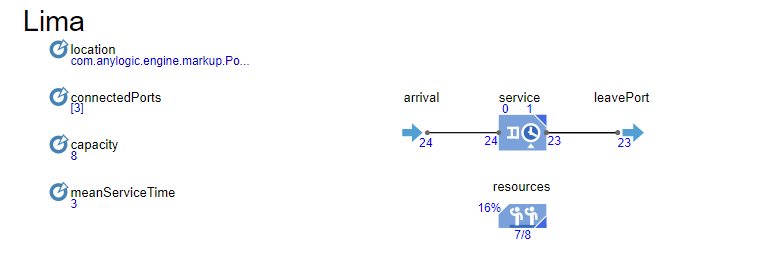 Lima
location
com.anylogic.engine.markup.Po...
connectedPorts
[3]
capacity
8
meanServiceTime
3
arrival
service
leavePort
0 1
24
24
23
23
resources
16%
7/8